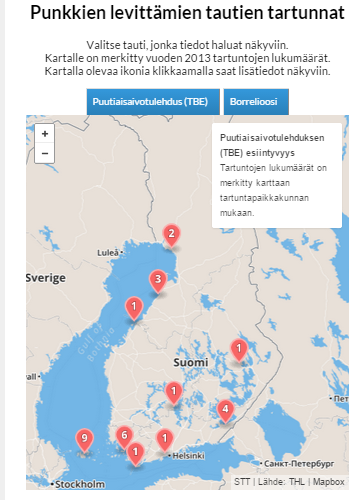 Punkkien levittämien tautien tartunnat
Valitse tauti, jonka tiedot haluat näkyviin.
Kartalle on merkitty vuoden 2013 tartuntojen lukumäärät.
Kartalla olevaa ikonia klikkaamalla saat lisätiedot näkyviin.
Puutiaisaivotulehdus (TBE)
Borrelioosi
+
−
Puutiaisaivotulehduksen
(TBE) esiintyvyys
Tartuntojen lukumäärät on
merkitty karttaan
tartuntapaikkakunnan
mukaan.
2
Luleå
Sverige
3
1
Gulf of
Bothnia
1
Suomi
vall
1
4
9
6
1
1
Helsinki
Санкт-Петербург
Stockholm
STT | Lähde: THL | Mapbox